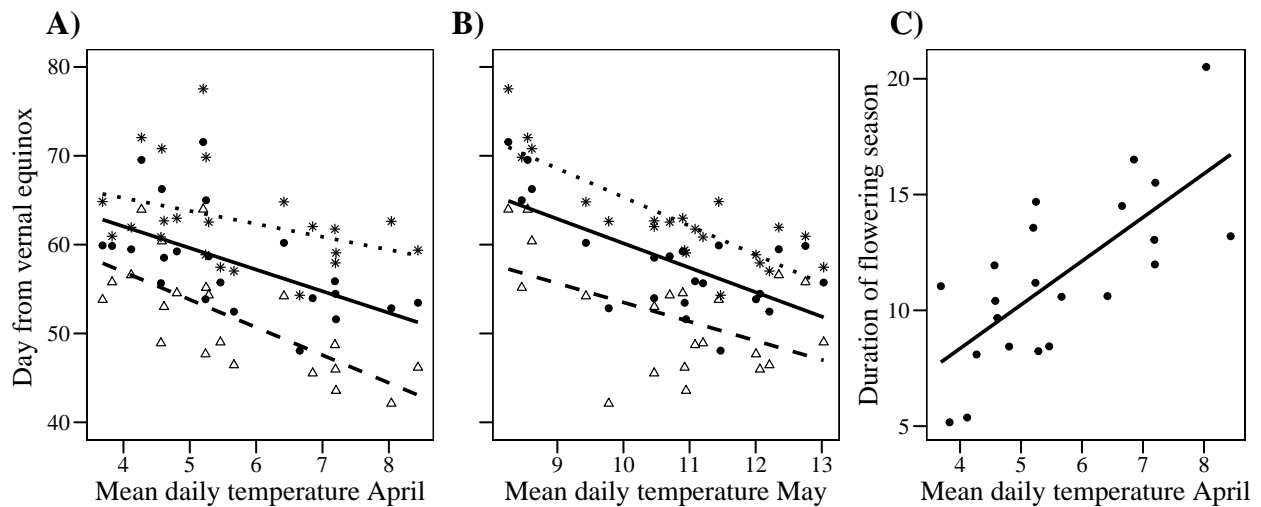 A)
B)
C)
Day from vernal equinox
80
70
60
50
40
4 5 6 7 8
Mean daily temperature April
9 10 11 12 13
Mean daily temperature May
Duration of flowering season
20
15
10
5
4 5 6 7 8
Mean daily temperature April